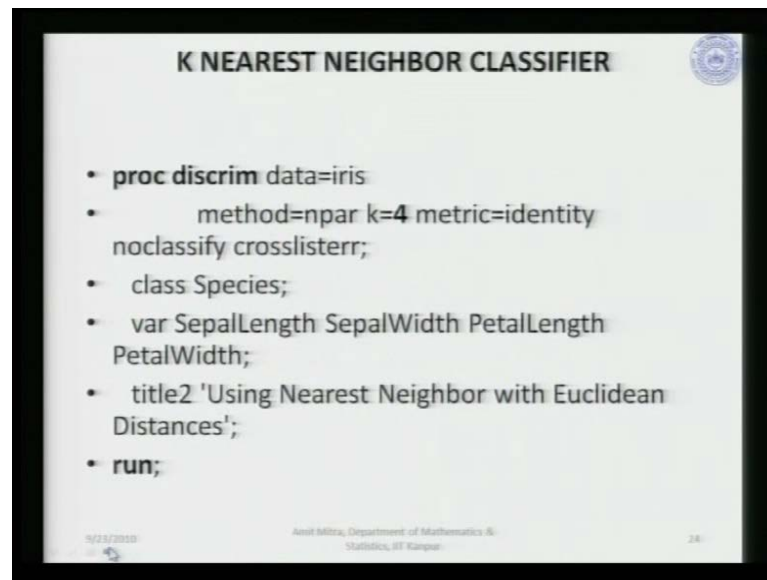 K NEAREST NEIGHBOR CLASSIFIER
• proc discrim data=iris
• method=npar k=4 metric=identity
noclassify crosslisterr;
• class Species;
• var SepalLength SepalWidth PetalLength
PetalWidth;
• title2 'Using Nearest Neighbor with Euclidean
Distances';
• run;
9/23/2010
Amit Mitra, Department of Mathematics &
Statistics, IIT Kanpur
24